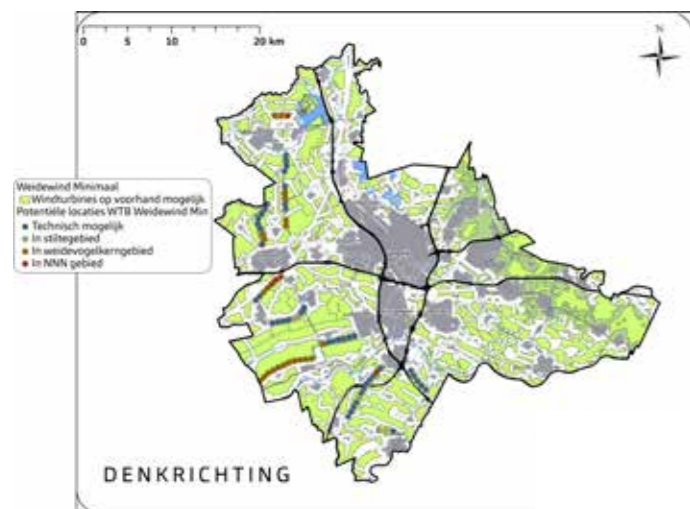 0 5 10 20 km
N
Weidewind Minimaal
Windturbines op voorhand mogelijk
Potentiële locaties WTB Weidewind Min
Technisch mogelijk
In stiltegebied
In weidevogelkerngebied
In NNN gebied
DENKRICHTING